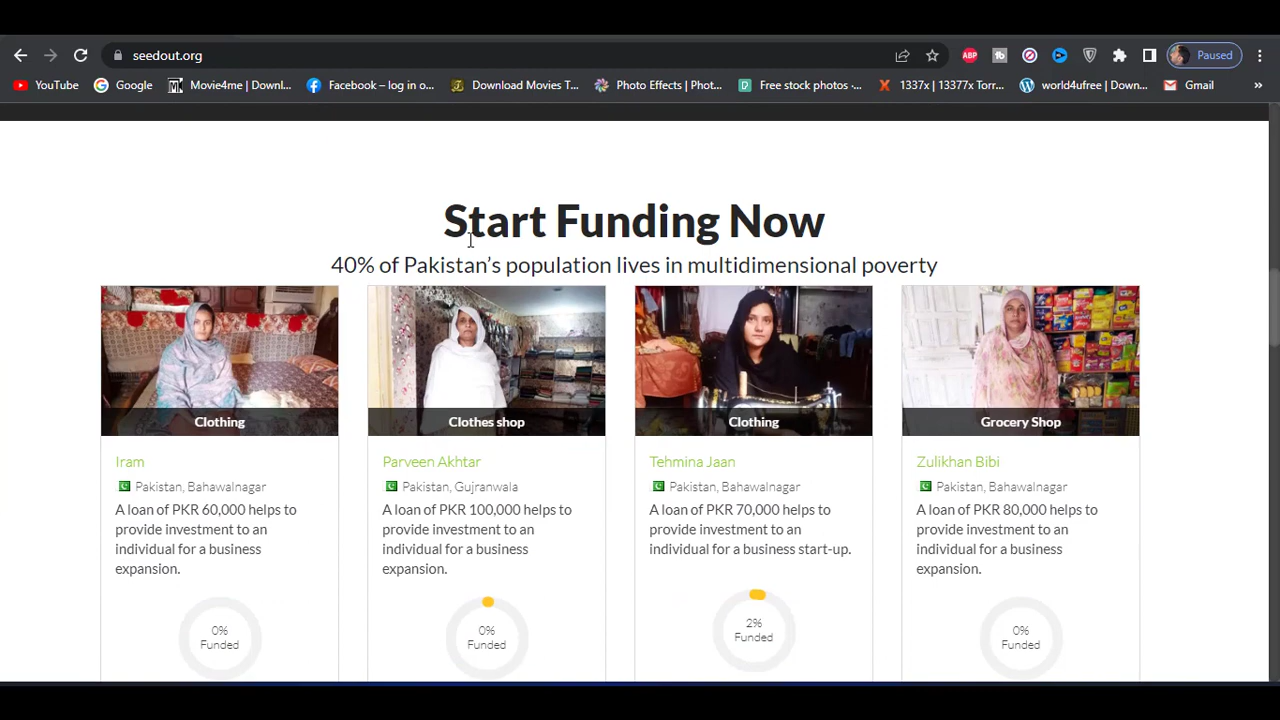 seedout.org
Paused
YouTube
Google
Movie4me | Downl...
Facebook – log in o...
Download Movies T...
Photo Effects | Phot...
Free stock photos -...
1337x | 13377x Torr...
world4ufree | Down...
Gmail
»
Start Funding Now
40% of Pakistan’s population lives in multidimensional poverty
Clothing
Clothes shop
Clothing
Grocery Shop
Iram
Pakistan, Bahawalnagar
A loan of PKR 60,000 helps to
provide investment to an
individual for a business
expansion.
0%
Funded
Parveen Akhtar
Pakistan, Gujranwala
A loan of PKR 100,000 helps to
provide investment to an
individual for a business
expansion.
0%
Funded
Tehmina Jaan
Pakistan, Bahawalnagar
A loan of PKR 70,000 helps to
provide investment to an
individual for a business start-up.
2%
Funded
Zulikhan Bibi
Pakistan, Bahawalnagar
A loan of PKR 80,000 helps to
provide investment to an
individual for a business
expansion.
0%
Funded